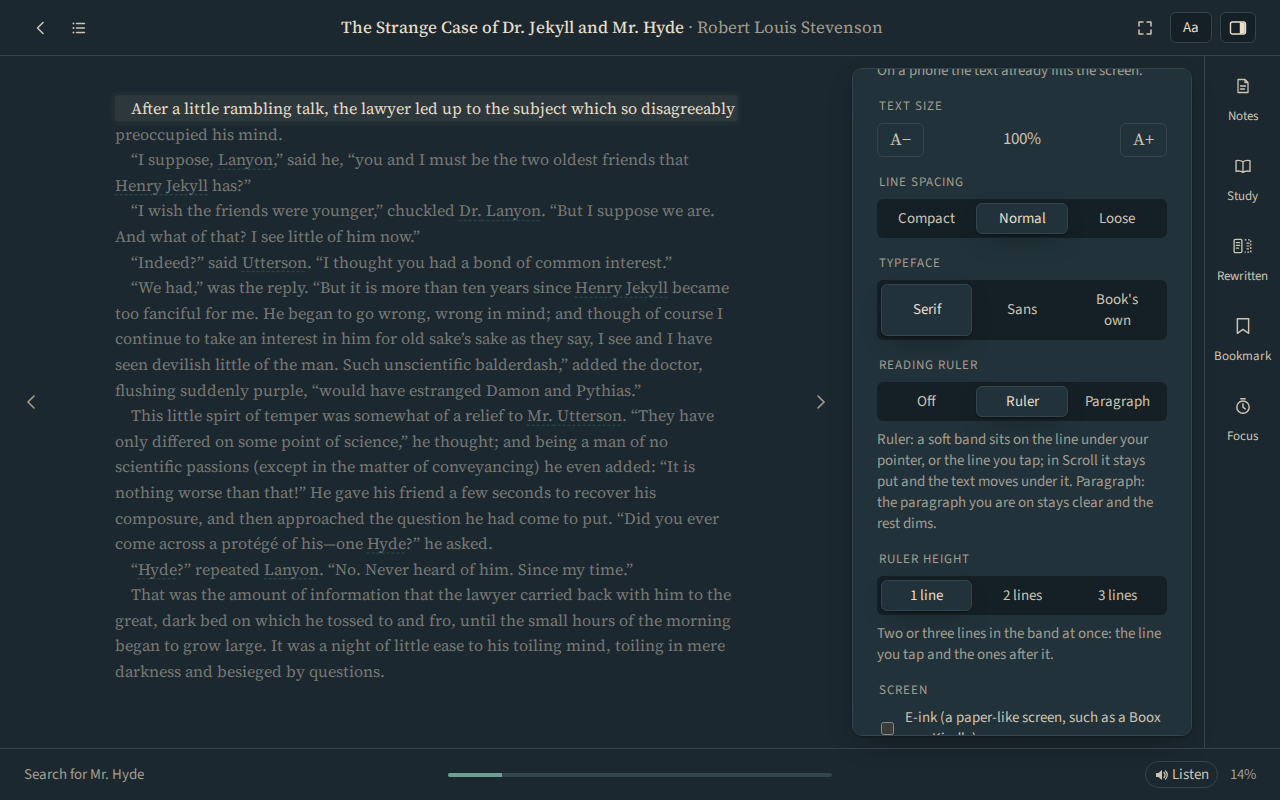 The Strange Case of Dr. Jekyll and Mr. Hyde · Robert Louis Stevenson
Aa
After a little rambling talk, the lawyer led up to the subject which so disagreeably
preoccupied his mind.
“I suppose, Lanyon,” said he, “you and I must be the two oldest friends that
Henry Jekyll has?”
“I wish the friends were younger,” chuckled Dr. Lanyon. “But I suppose we are.
And what of that? I see little of him now.”
“Indeed?” said Utterson. “I thought you had a bond of common interest.”
“We had,” was the reply. “But it is more than ten years since Henry Jekyll became
too fanciful for me. He began to go wrong, wrong in mind; and though of course I
continue to take an interest in him for old sake’s sake as they say, I see and I have
seen devilish little of the man. Such unscientific balderdash,” added the doctor,
flushing suddenly purple, “would have estranged Damon and Pythias.”
This little spirt of temper was somewhat of a relief to Mr. Utterson. “They have
only differed on some point of science,” he thought; and being a man of no
scientific passions (except in the matter of conveyancing) he even added: “It is
nothing worse than that!” He gave his friend a few seconds to recover his
composure, and then approached the question he had come to put. “Did you ever
come across a protégé of his—one Hyde?” he asked.
“Hyde?” repeated Lanyon. “No. Never heard of him. Since my time.”
That was the amount of information that the lawyer carried back with him to the
great, dark bed on which he tossed to and fro, until the small hours of the morning
began to grow large. It was a night of little ease to his toiling mind, toiling in mere
darkness and besieged by questions.
On a phone the text already fills the screen.
TEXT SIZE
A− 100% A+
LINE SPACING
Compact Normal Loose
TYPEFACE
Serif Sans Book's own
READING RULER
Off Ruler Paragraph
Ruler: a soft band sits on the line under your
pointer, or the line you tap; in Scroll it stays
put and the text moves under it. Paragraph:
the paragraph you are on stays clear and the
rest dims.
RULER HEIGHT
1 line 2 lines 3 lines
Two or three lines in the band at once: the line
you tap and the ones after it.
SCREEN
E-ink (a paper-like screen, such as a Boox
Notes
Study
Rewritten
Bookmark
Focus
Search for Mr. Hyde
Listen 14%